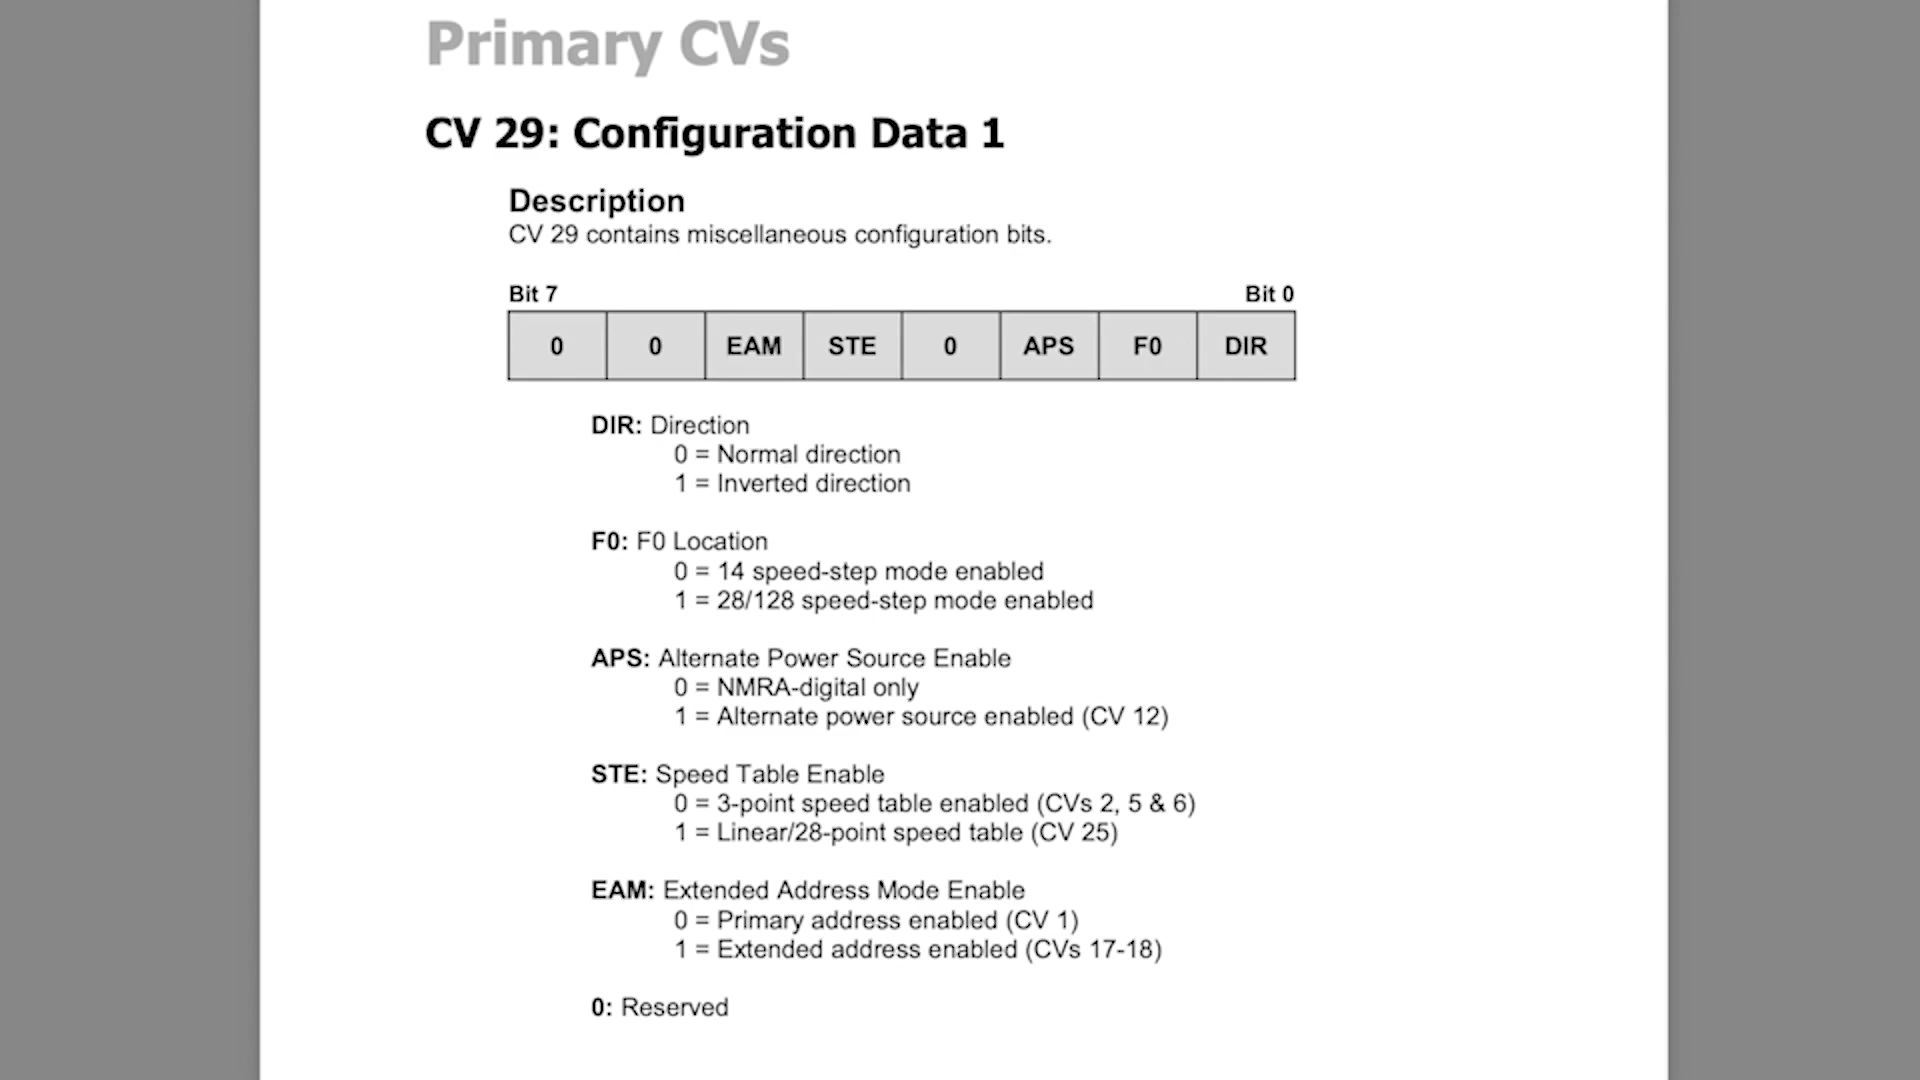 Primary CVs
CV 29: Configuration Data 1
Description
CV 29 contains miscellaneous configuration bits.
Bit 7 Bit 0
0 0 EAM STE 0 APS F0 DIR
DIR: Direction
0 = Normal direction
1 = Inverted direction
F0: F0 Location
0 = 14 speed-step mode enabled
1 = 28/128 speed-step mode enabled
APS: Alternate Power Source Enable
0 = NMRA-digital only
1 = Alternate power source enabled (CV 12)
STE: Speed Table Enable
0 = 3-point speed table enabled (CVs 2, 5 & 6)
1 = Linear/28-point speed table (CV 25)
EAM: Extended Address Mode Enable
0 = Primary address enabled (CV 1)
1 = Extended address enabled (CVs 17-18)
0: Reserved